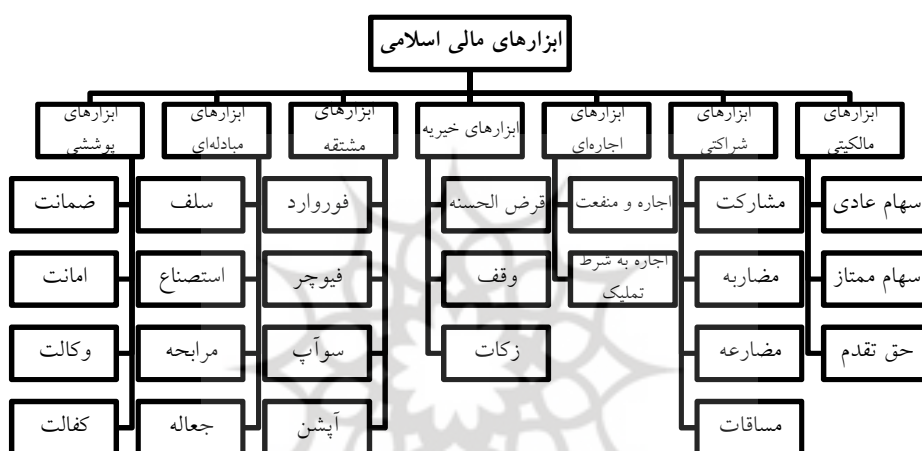 ابزارهای مالی اسلامی
ابزارهای
مالکیتی
ابزارهای
شراکتی
ابزارهای
اجاره‌ای
ابزارهای خیریه
ابزارهای
مشتقه
ابزارهای
مبادله‌ای
ابزارهای
پوششی
سهام عادی
مشارکت
اجاره و منفعت
قرض الحسنه
فوروارد
سلف
ضمانت
سهام ممتاز
مضاربه
اجاره به شرط
تملیک
وقف
فیوچر
استصناع
امانت
حق تقدم
مضارعه
زکات
سوآپ
مرابحه
وکالت
مساقات
آپشن
جعاله
کفالت